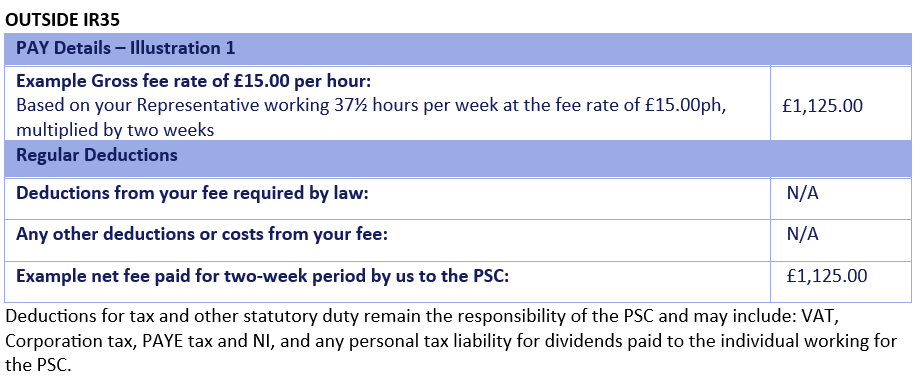 OUTSIDE IR35
PAY Details – Illustration 1
Example Gross fee rate of £15.00 per hour:
Based on your Representative working 37½ hours per week at the fee rate of £15.00ph,
multiplied by two weeks
£1,125.00
Regular Deductions
Deductions from your fee required by law:
N/A
Any other deductions or costs from your fee:
N/A
Example net fee paid for two-week period by us to the PSC:
£1,125.00
Deductions for tax and other statutory duty remain the responsibility of the PSC and may include: VAT,
Corporation tax, PAYE tax and NI, and any personal tax liability for dividends paid to the individual working for
the PSC.